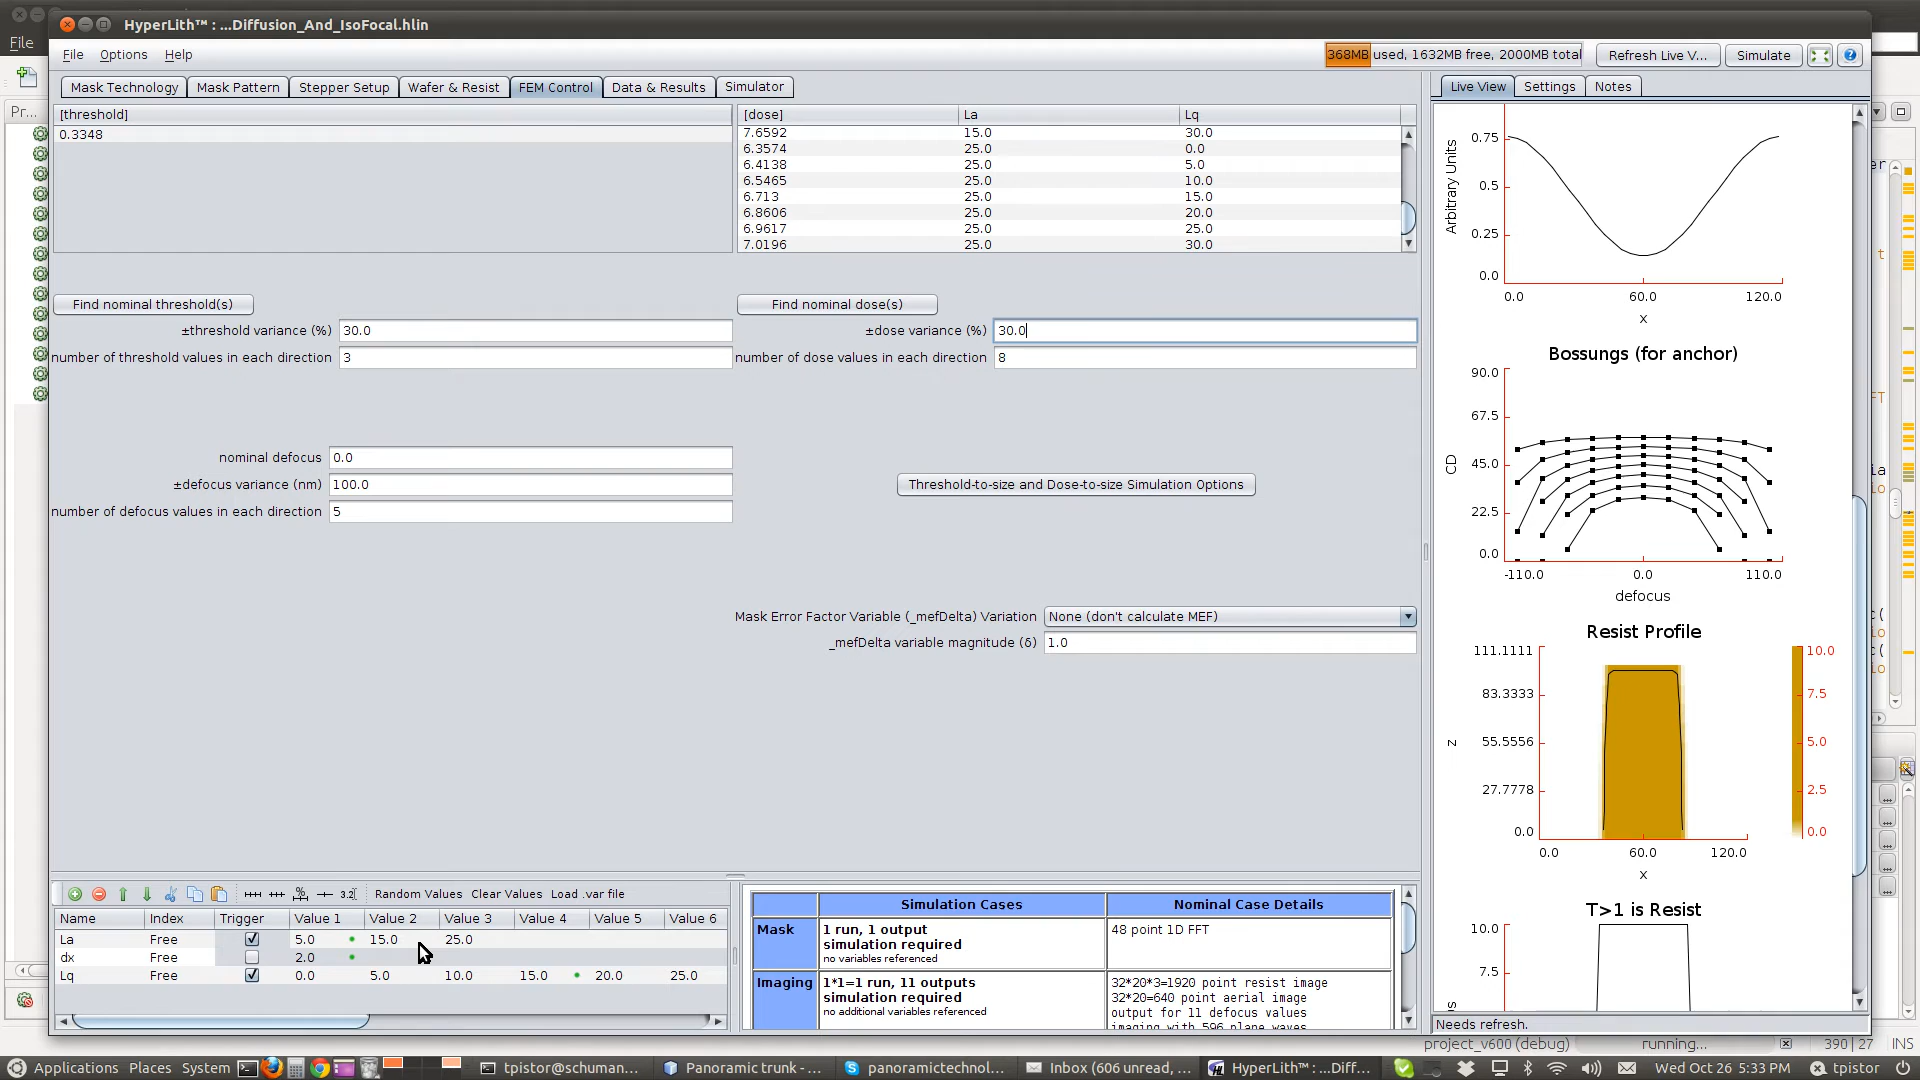 HyperLith™ : ...Diffusion_And_IsoFocal.hlin
File
File Options Help
368MB used, 1632MB free, 2000MB total
Refresh Live V...
Simulate
Pr...
Mask Technology
Mask Pattern
Stepper Setup
Wafer & Resist
FEM Control
Data & Results
Simulator
[threshold]
0.3348
[dose] La Lq
7.6592 15.0 30.0
6.3574 25.0 0.0
6.4138 25.0 5.0
6.5465 25.0 10.0
6.713 25.0 15.0
6.8606 25.0 20.0
6.9617 25.0 25.0
7.0196 25.0 30.0
Find nominal threshold(s)
Find nominal dose(s)
±threshold variance (%) 30.0
±dose variance (%) 30.0
number of threshold values in each direction 3
number of dose values in each direction 8
nominal defocus 0.0
±defocus variance (nm) 100.0
number of defocus values in each direction 5
Threshold-to-size and Dose-to-size Simulation Options
Mask Error Factor Variable (_mefDelta) Variation None (don't calculate MEF)
_mefDelta variable magnitude (δ) 1.0
3.2
Random Values Clear Values Load .var file
Name Index Trigger Value 1 Value 2 Value 3 Value 4 Value 5 Value 6
La Free 5.0 15.0 25.0
dx Free 2.0
Lq Free 0.0 5.0 10.0 15.0 20.0 25.0
Simulation Cases Nominal Case Details
Mask
1 run, 1 output
simulation required
no variables referenced
48 point 1D FFT
Imaging
1*1=1 run, 11 outputs
simulation required
no additional variables referenced
32*20*3=1920 point resist image
32*20=640 point aerial image
output for 11 defocus values
imaging with 596 plane waves
Live View
Settings
Notes
Arbitrary Units
0.75
0.5
0.25
0.0
0.0 60.0 120.0
x
Bossungs (for anchor)
90.0
67.5
CD
45.0
22.5
0.0
-110.0 0.0 110.0
defocus
Resist Profile
111.1111
83.3333
z
55.5556
27.7778
0.0
10.0
7.5
5.0
2.5
0.0
0.0 60.0 120.0
x
T>1 is Resist
10.0
7.5
Needs refresh.
project_v600 (debug) running... 390 | 27 INS
Applications Places System
tpistor@schuman...
Panoramic trunk - ...
panoramictechnol...
Inbox (606 unread, ...
HyperLith™ : ...Diff...
Wed Oct 26 5:33 PM
tpistor